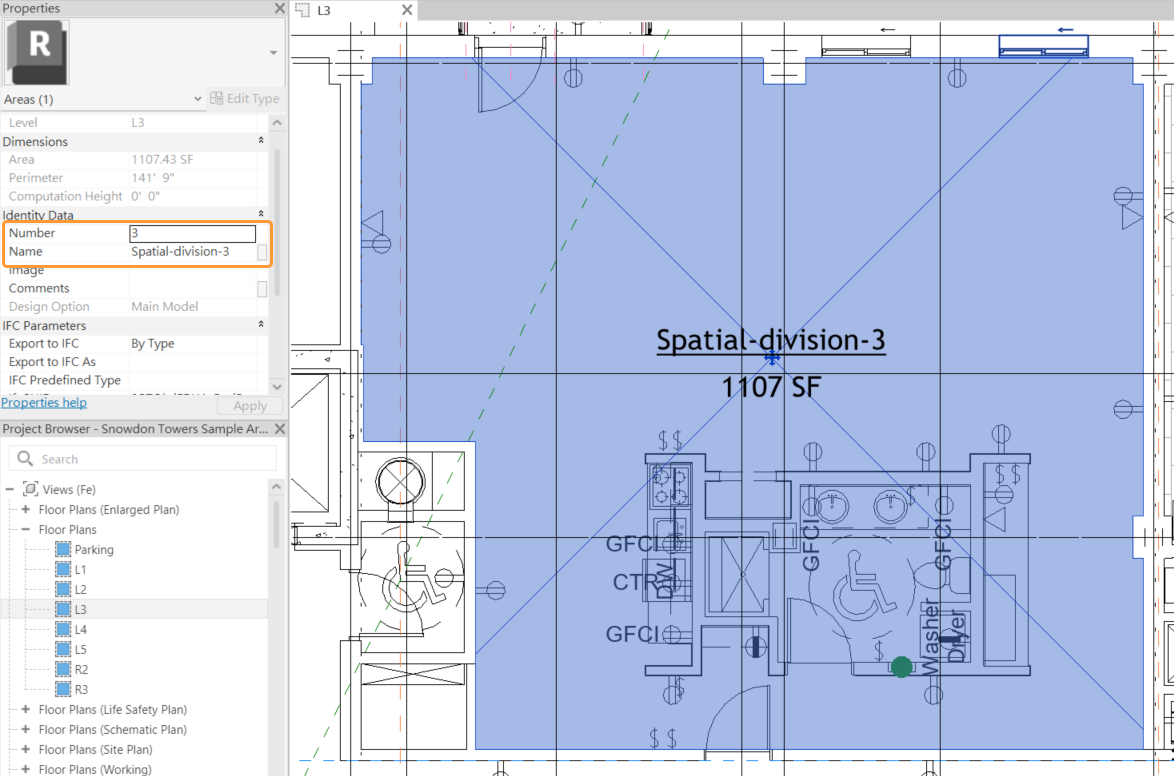 Properties
R
Areas (1)
Edit Type
Level L3
Dimensions
Area 1107.43 SF
Perimeter 141' 9"
Computation Height 0' 0"
Identity Data
Number 3
Name Spatial-division-3
Image
Comments
Design Option Main Model
IFC Parameters
Export to IFC By Type
Export to IFC As
IFC Predefined Type
Properties help
Apply
Project Browser - Snowdon Towers Sample Ar...
Search
Views (Fe)
Floor Plans (Enlarged Plan)
Floor Plans
Parking
L1
L2
L3
L4
L5
R2
R3
Floor Plans (Life Safety Plan)
Floor Plans (Schematic Plan)
Floor Plans (Site Plan)
Floor Plans (Working)
L3
Spatial-division-3
1107 SF
$ $
$
$ $
$
GFCI
CTR
DW
GFCI
GFCI
GFCI
$
Washer
Dryer
$
$ $